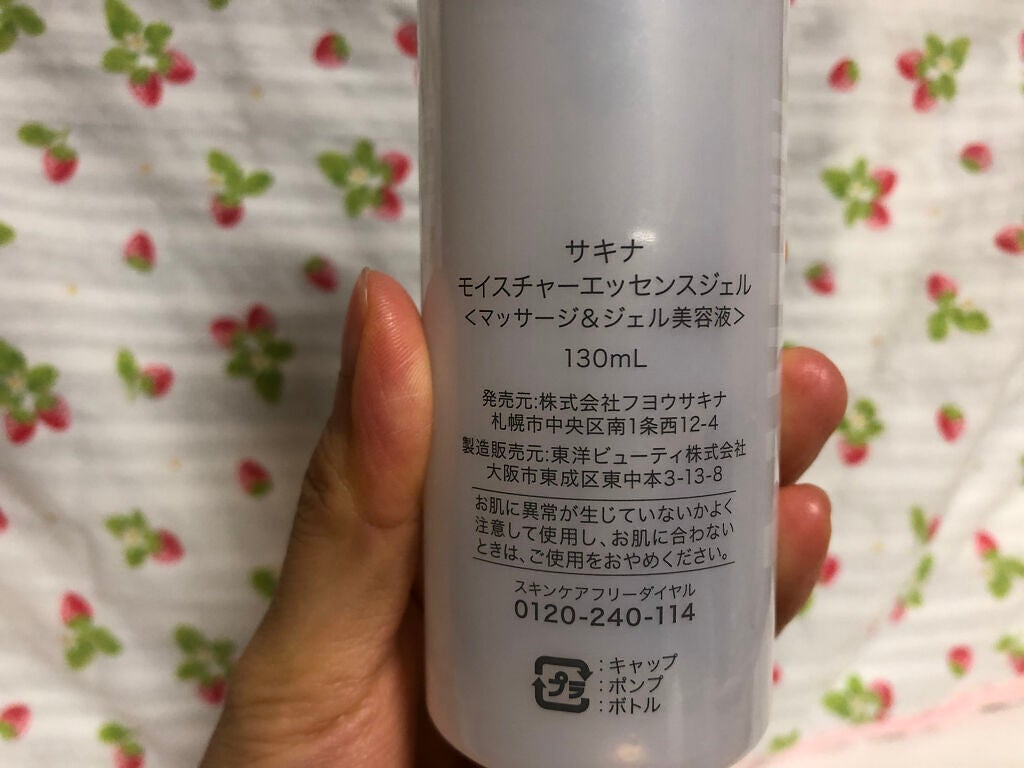 サキナ
モイスチャーエッセンスジェル
<マッサージ&ジェル美容液>
130mL
発売元:株式会社フヨウサキナ
札幌市中央区南1条西12-4
製造販売元:東洋ビューティ株式会社
大阪市東成区東中本3-13-8
お肌に異常が生じていないかよく
注意して使用し、お肌に合わない
ときは、ご使用をおやめください。
スキンケアフリーダイヤル
0120-240-114
プラ
:キャップ
:ポンプ
:ボトル